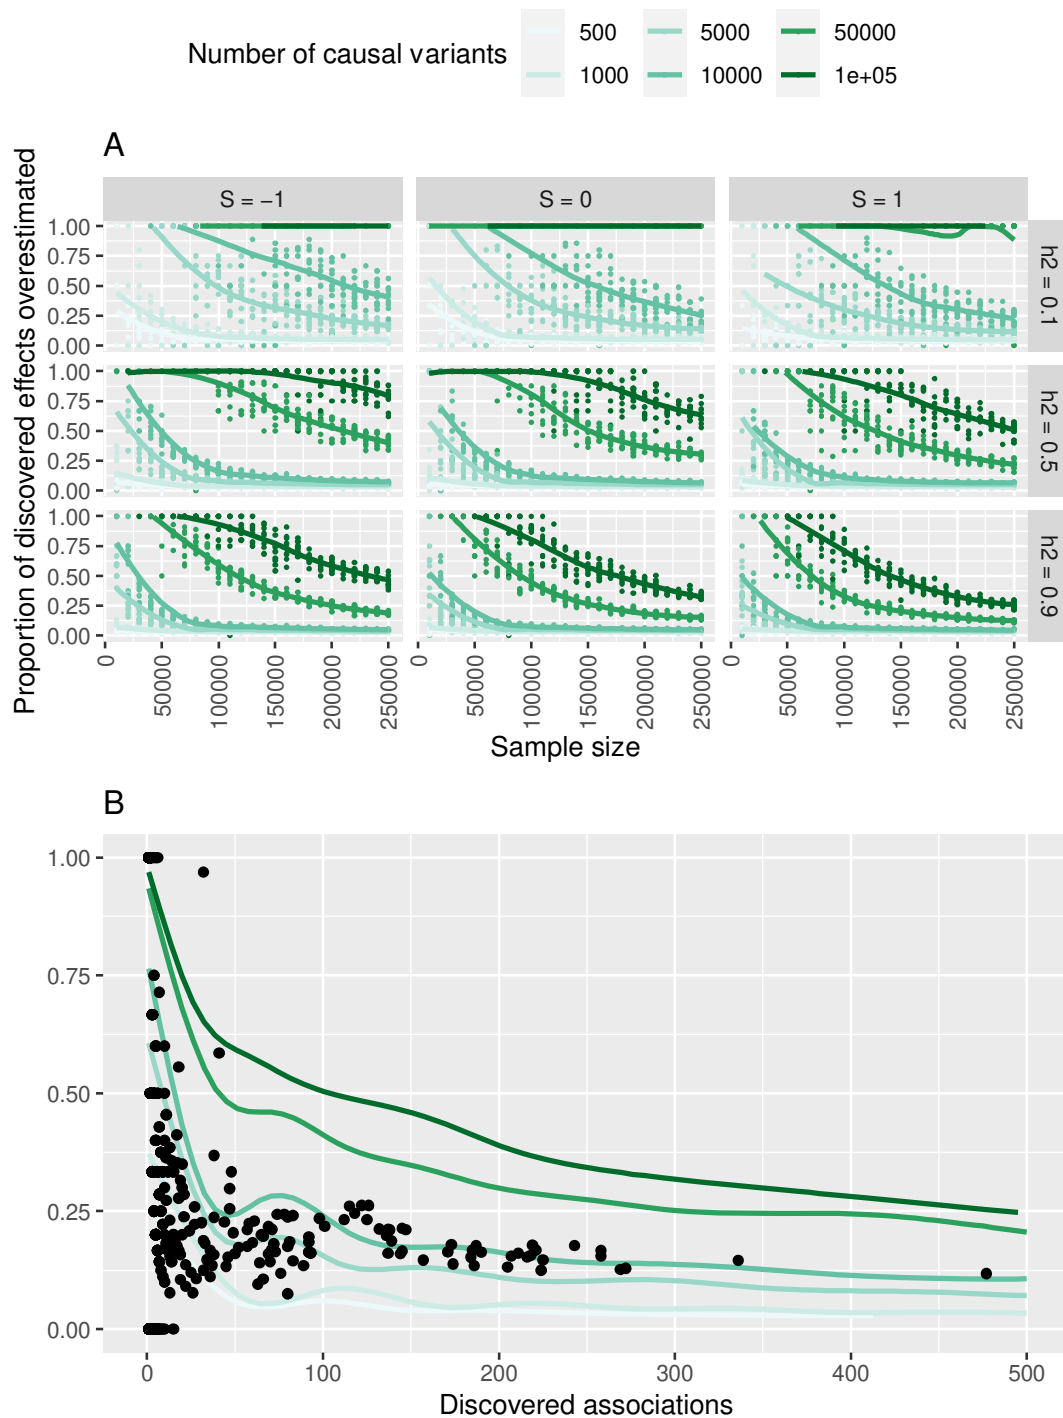 Number of causal variants
500 5000 50000
1000 10000 1e+05
A
S = −1 S = 0 S = 1
Proportion of discovered effects overestimated
1.00
0.75
0.50
0.25
0.00
h2 = 0.1
1.00
0.75
0.50
0.25
0.00
h2 = 0.5
1.00
0.75
0.50
0.25
0.00
h2 = 0.9
0 50000 100000 150000 200000 250000 0 50000 100000 150000 200000 250000 0 50000 100000 150000 200000 250000
Sample size
B
1.00
0.75
0.50
0.25
0.00
0 100 200 300 400 500
Discovered associations